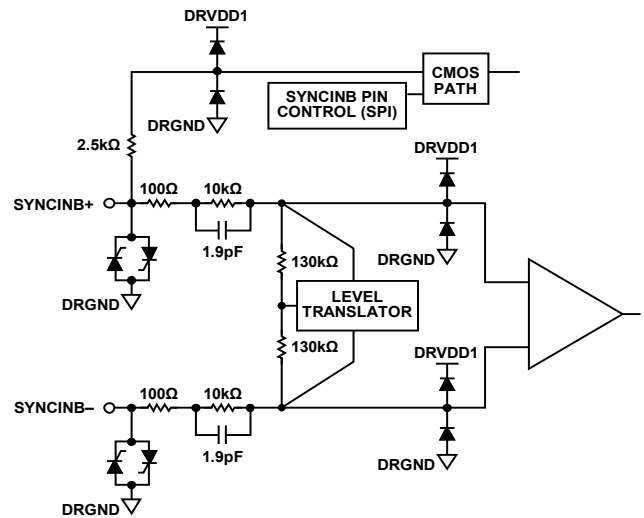 DRVDD1
CMOS
PATH
SYNCINB PIN
CONTROL (SPI)
DRGND
2.5kΩ
DRVDD1
SYNCINB+
100Ω
10kΩ
1.9pF
DRGND
130kΩ
LEVEL
TRANSLATOR
130kΩ
DRGND
DRVDD1
SYNCINB–
100Ω
10kΩ
1.9pF
DRGND
DRGND